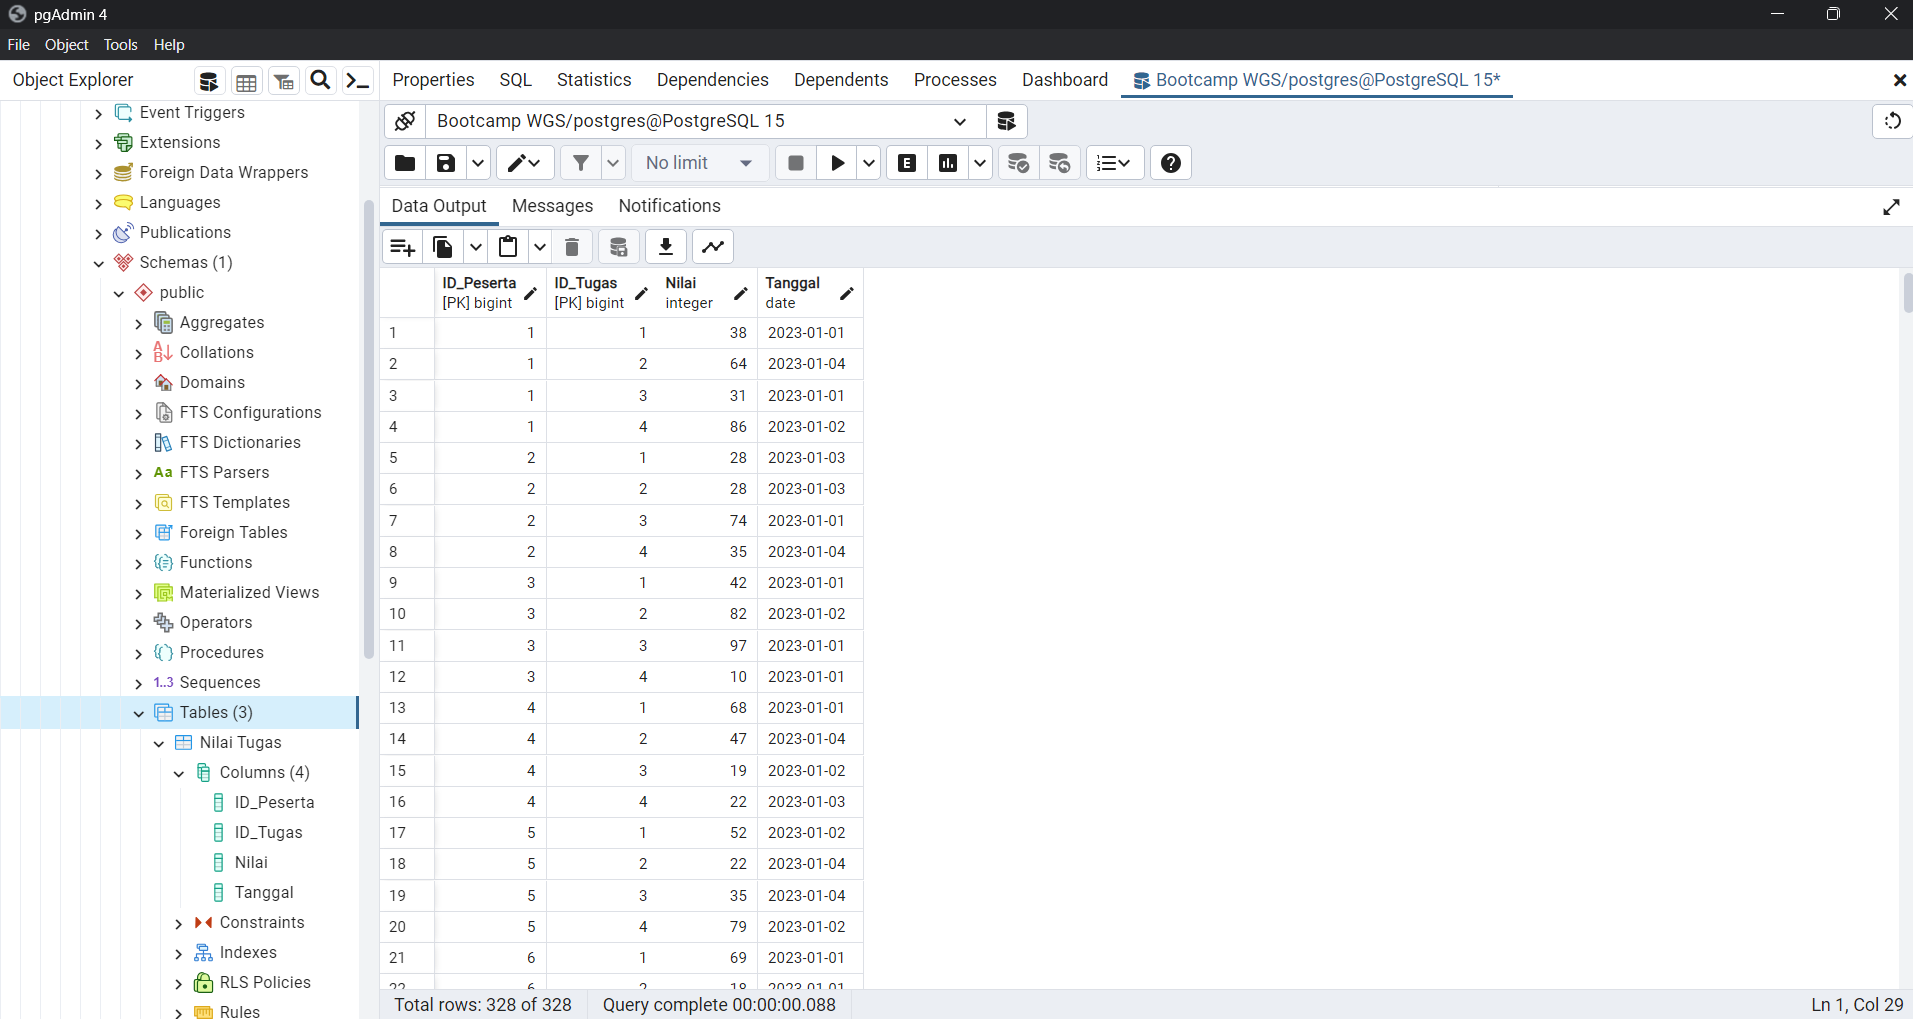 pgAdmin 4
File Object Tools Help
Object Explorer
Properties SQL Statistics Dependencies Dependents Processes Dashboard Bootcamp WGS/postgres@PostgreSQL 15*
Event Triggers
Extensions
Foreign Data Wrappers
Languages
Publications
Schemas (1)
public
Aggregates
Collations
Domains
FTS Configurations
FTS Dictionaries
Aa FTS Parsers
FTS Templates
Foreign Tables
Functions
Materialized Views
Operators
Procedures
1..3 Sequences
Tables (3)
Nilai Tugas
Columns (4)
ID_Peserta
ID_Tugas
Nilai
Tanggal
Constraints
Indexes
RLS Policies
Rules
Bootcamp WGS/postgres@PostgreSQL 15
No limit E
Data Output Messages Notifications
ID_Peserta ID_Tugas Nilai Tanggal
[PK] bigint [PK] bigint integer date
1 1 1 38 2023-01-01
2 1 2 64 2023-01-04
3 1 3 31 2023-01-01
4 1 4 86 2023-01-02
5 2 1 28 2023-01-03
6 2 2 28 2023-01-03
7 2 3 74 2023-01-01
8 2 4 35 2023-01-04
9 3 1 42 2023-01-01
10 3 2 82 2023-01-02
11 3 3 97 2023-01-01
12 3 4 10 2023-01-01
13 4 1 68 2023-01-01
14 4 2 47 2023-01-04
15 4 3 19 2023-01-02
16 4 4 22 2023-01-03
17 5 1 52 2023-01-02
18 5 2 22 2023-01-04
19 5 3 35 2023-01-04
20 5 4 79 2023-01-02
21 6 1 69 2023-01-01
22 6 2 18 2023-01-01
Total rows: 328 of 328 Query complete 00:00:00.088 Ln 1, Col 29